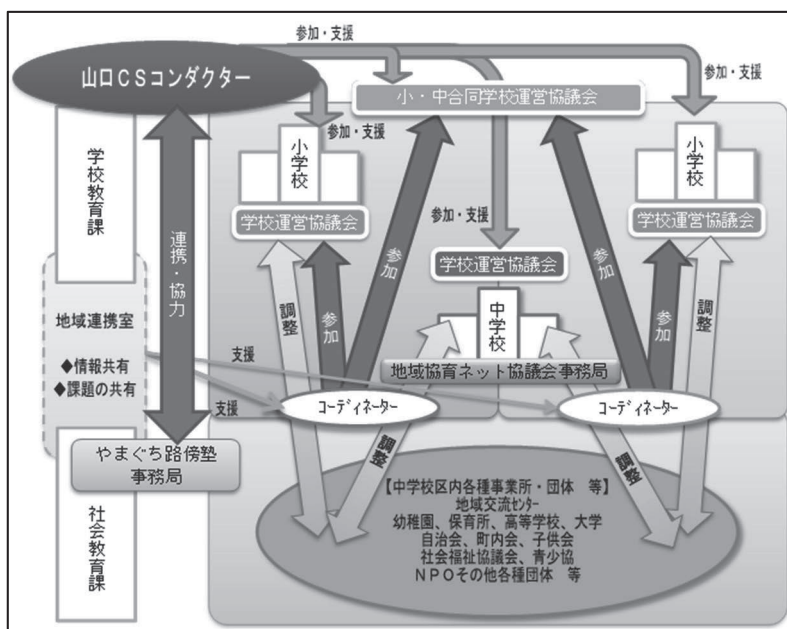 参加・支援
山口CSコンダクター
参加・支援
小・中合同学校運営協議会
参加・支援
学校教育課
小学校
小学校
学校運営協議会
学校運営協議会
参加・支援
学校運営協議会
連携・協力
参加
参加
調整
参加
参加
調整
中学校
地域連携室
◆情報共有
◆課題の共有
支援
地域協育ネット協議会事務局
支援
コーディネーター
コーディネーター
やまぐち路傍塾
事務局
調整
調整
社会教育課
【中学校区内各種事業所・団体 等】
地域交流センター
幼稚園、保育所、高等学校、大学
自治会、町内会、子供会
社会福祉協議会、青少協
NPOその他各種団体 等